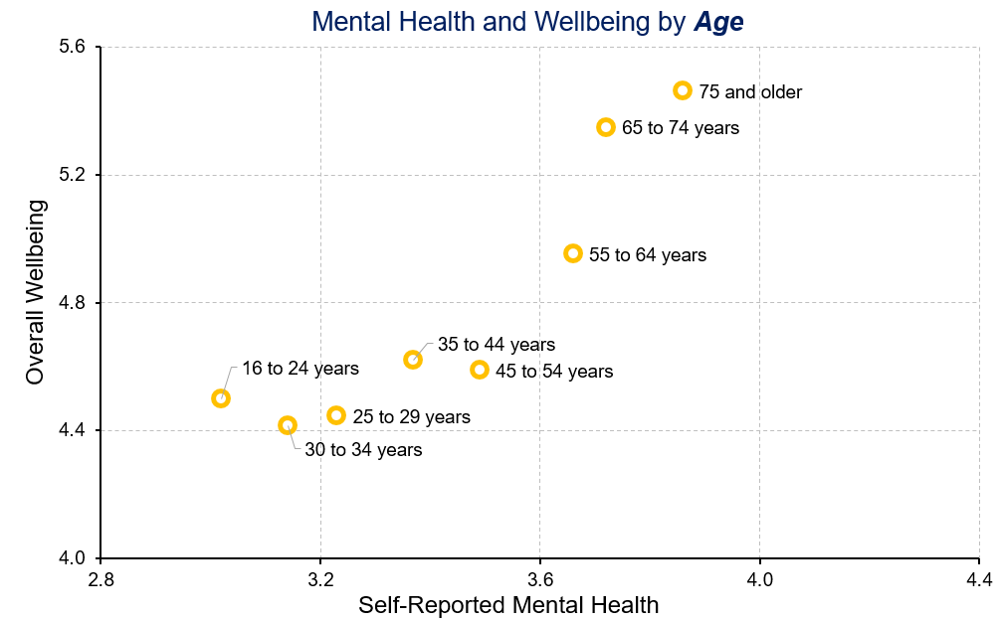 Mental Health and Wellbeing by Age
5.6
75 and older
65 to 74 years
5.2
Overall Wellbeing
55 to 64 years
4.8
35 to 44 years
16 to 24 years
45 to 54 years
25 to 29 years
4.4
30 to 34 years
4.0
2.8 3.2 3.6 4.0 4.4
Self-Reported Mental Health